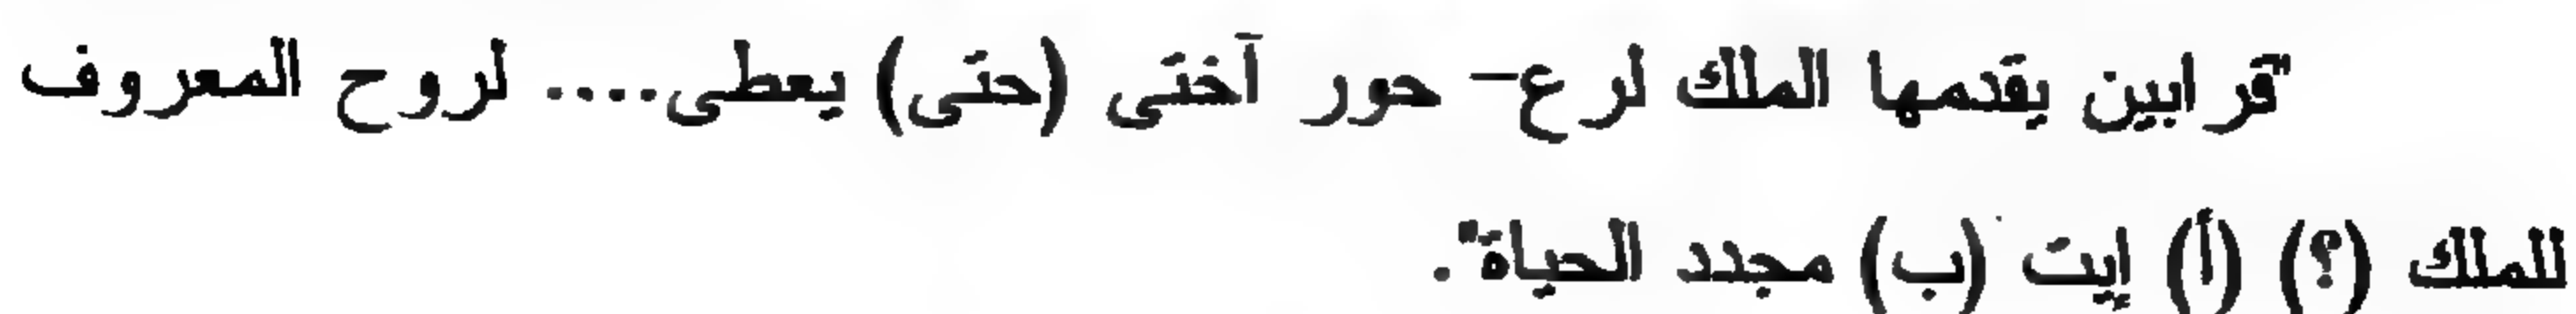 "قرابين يقدمها الملك لرع- حور آختى (حتى) يعطى.... لروح المعروف
للملك (؟) (أ) إيت (ب) مجدد الحياة".